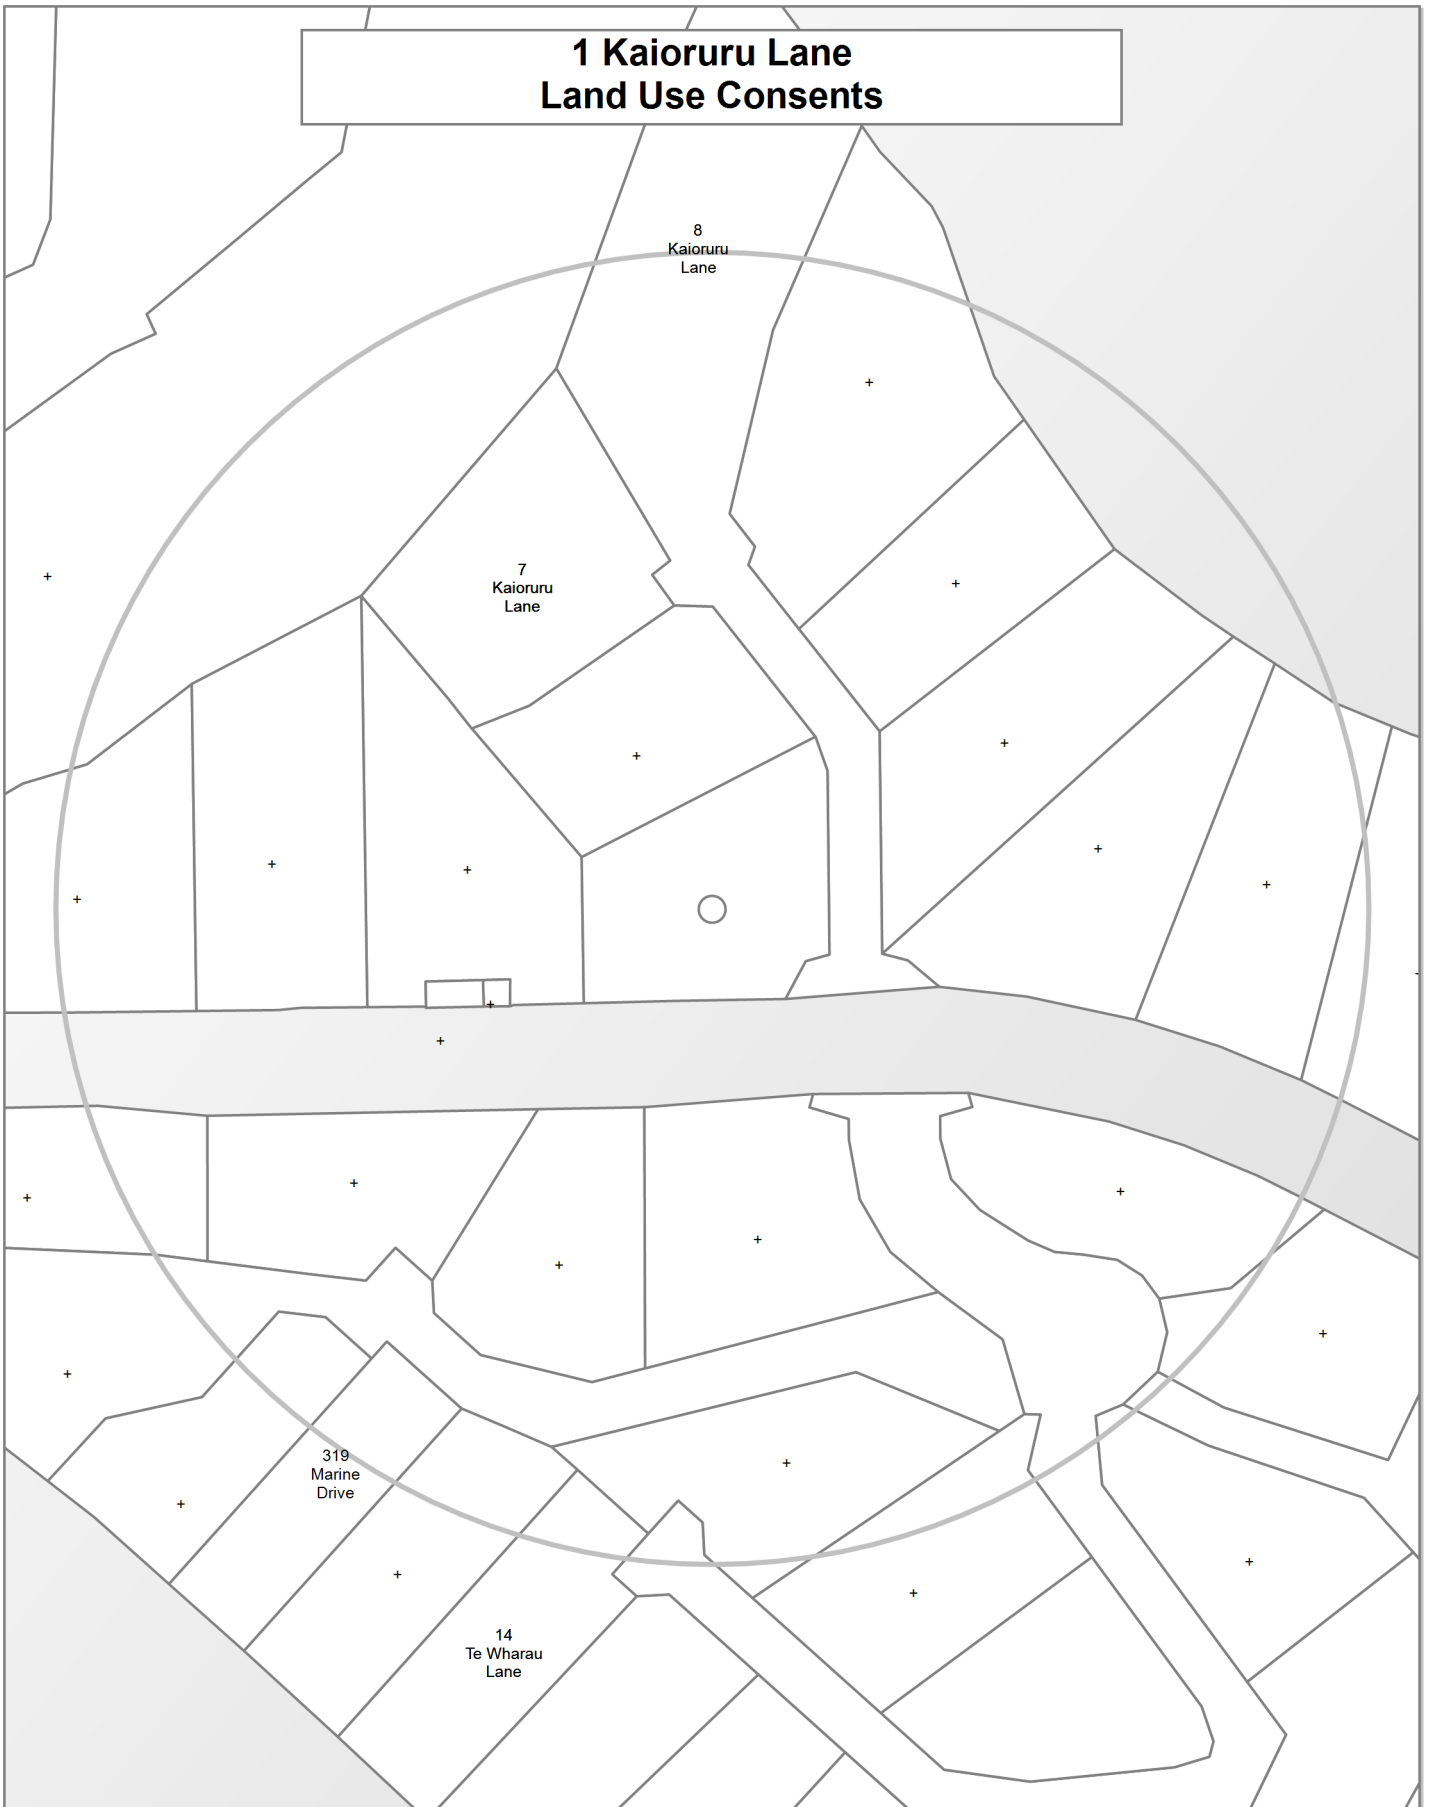 1 Kaioruru Lane
Land Use Consents
8
Kaioruru
Lane
7
Kaioruru
Lane
319
Marine
Drive
14
Te Wharau
Lane